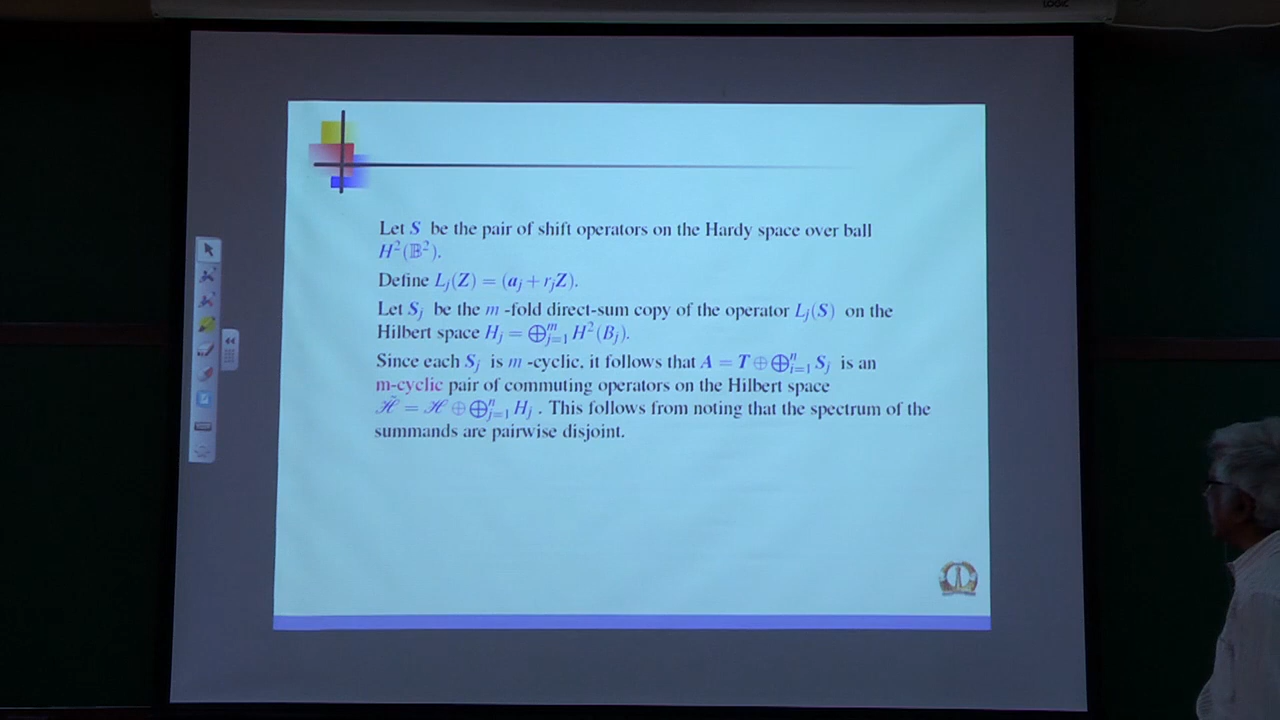 Logic
Let S be the pair of shift operators on the Hardy space over ball
H²(𝔹²).
Define L_j(Z) = (a_j + r_jZ).
Let S_j be the m -fold direct-sum copy of the operator L_j(S) on the
Hilbert space H_j = ⊕_{j=1}^m H²(B_j).
Since each S_j is m -cyclic, it follows that A = T ⊕ ⊕_{i=1}^n S_j is an
m-cyclic pair of commuting operators on the Hilbert space
ℋ̃ = ℋ ⊕ ⊕_{j=1}^n H_j . This follows from noting that the spectrum of the
summands are pairwise disjoint.